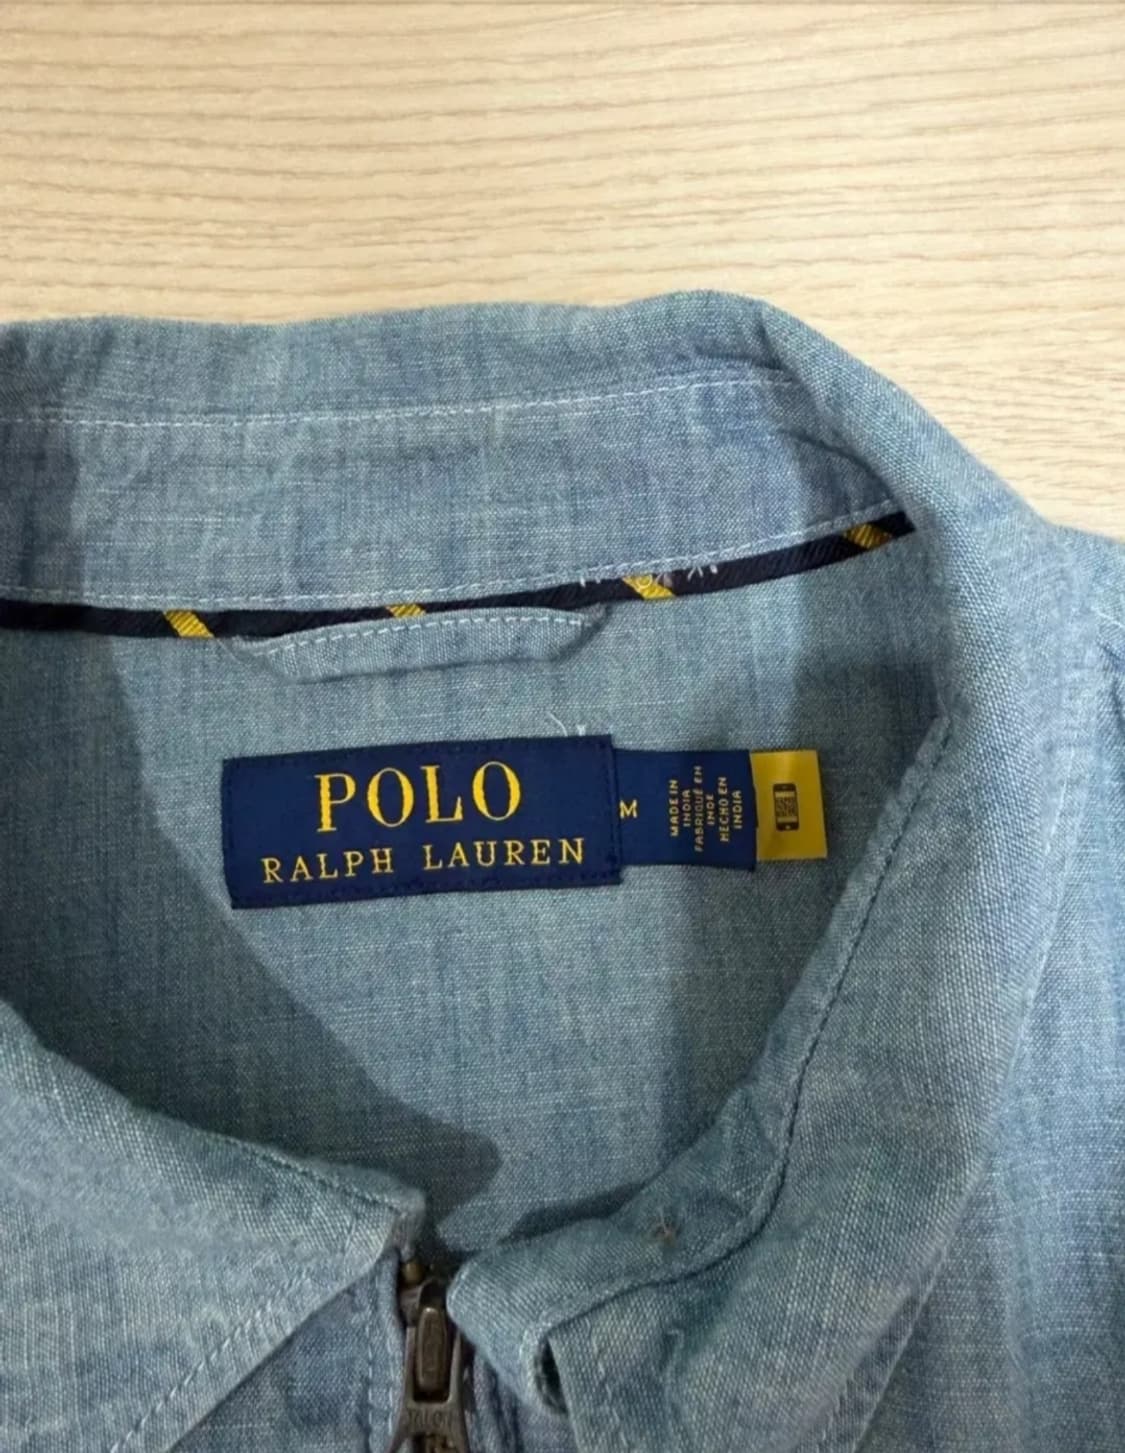 POLO
RALPH LAUREN
M
MADE IN
INDIA
FABRIQUÉ EN
INDE
HECHO EN
INDIA